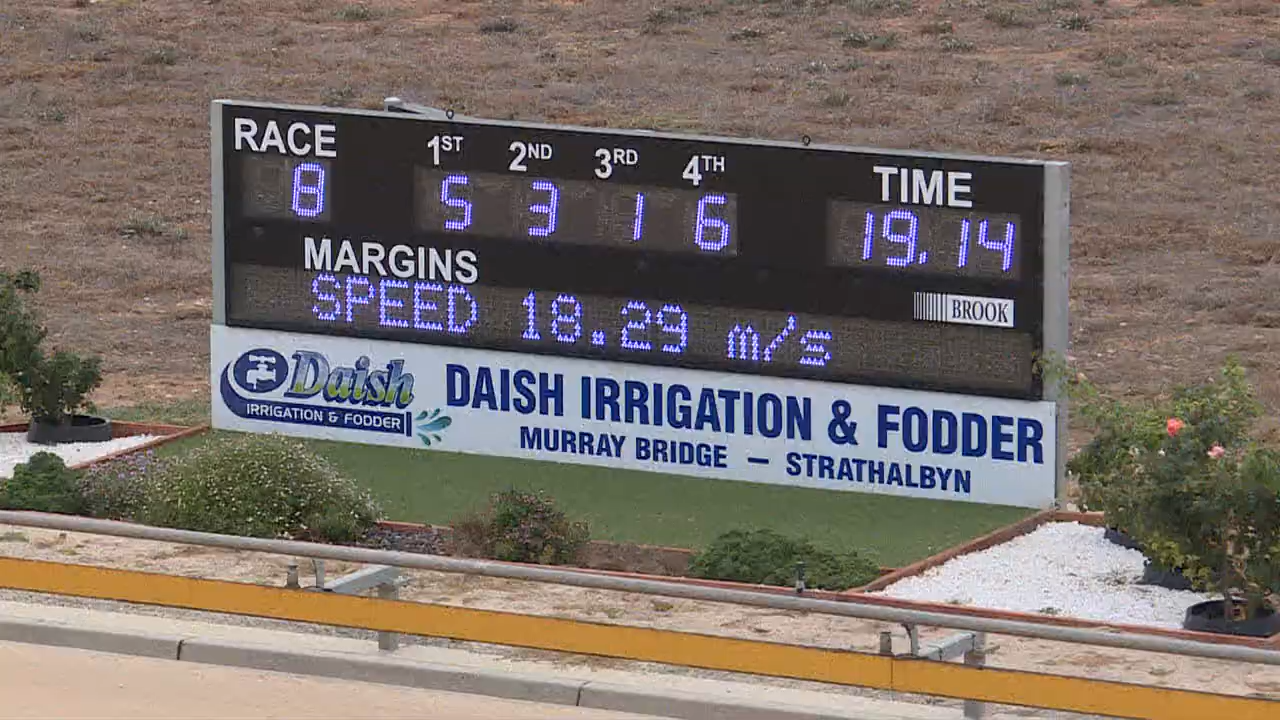 RACE 1ST 2ND 3RD 4TH TIME
8 5 3 1 6 19.14
MARGINS
SPEED 18.29 m/s
BROOK
Daish
IRRIGATION & FODDER
DAISH IRRIGATION & FODDER
MURRAY BRIDGE – STRATHALBYN